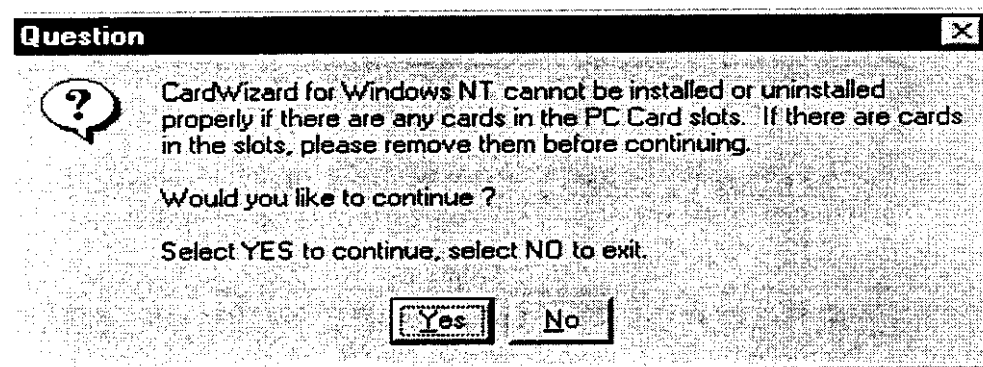 Question
?
CardWizard for Windows NT cannot be installed or uninstalled
properly if there are any cards in the PC Card slots.  If there are cards
in the slots, please remove them before continuing.
Would you like to continue ?
Select YES to continue, select NO to exit.
Yes No